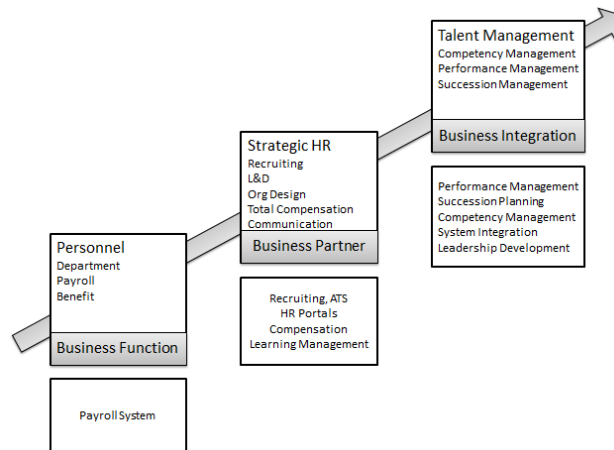 Talent Management
Competency Management
Performance Management
Succession Management
Business Integration
Performance Management
Succession Planning
Competency Management
System Integration
Leadership Development
Strategic HR
Recruiting
L&D
Org Design
Total Compensation
Communication
Business Partner
Recruiting, ATS
HR Portals
Compensation
Learning Management
Personnel
Department
Payroll
Benefit
Business Function
Payroll System